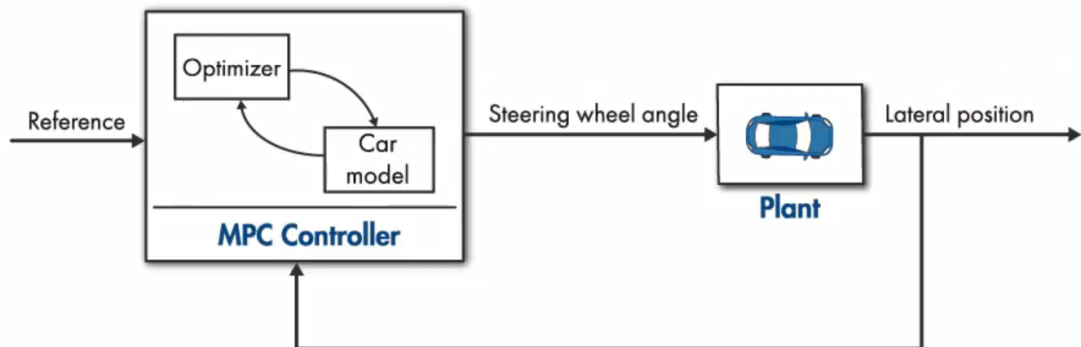 Optimizer
Reference
Car
model
MPC Controller
Steering wheel angle
Plant
Lateral position